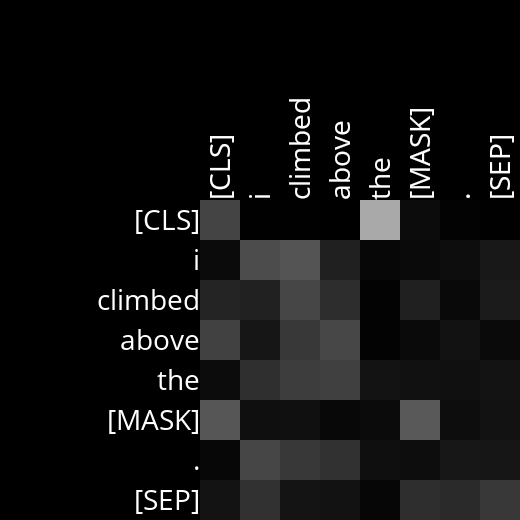 [CLS] i climbed above the [MASK] . [SEP]
[CLS]
i
climbed
above
the
[MASK]
.
[SEP]